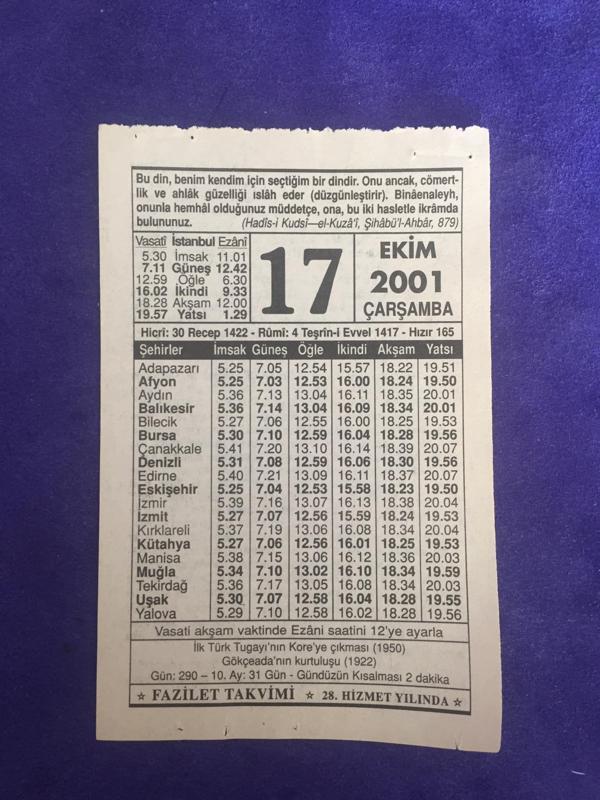 Bu din, benim kendim için seçtiğim bir dindir. Onu ancak, cömert-
lik ve ahlâk güzelliği ıslâh eder (düzgünleştirir). Binâenaleyh,
onunla hemhâl olduğunuz müddetçe, ona, bu iki hasletle ikrâmda
bulununuz. (Hadîs-i Kudsî—el-Kuzâ'î, Şihâbü'l-Ahbâr, 879)
Vasatî İstanbul Ezânî
5.30 İmsak 11.01
7.11 Güneş 12.42
12.59 Öğle 6.30
16.02 İkindi 9.33
18.28 Akşam 12.00
19.57 Yatsı 1.29
17
EKİM
2001
ÇARŞAMBA
Hicrî: 30 Recep 1422 - Rûmî: 4 Teşrîn-i Evvel 1417 - Hızır 165
Şehirler İmsak Güneş Öğle İkindi Akşam Yatsı
Adapazarı 5.25 7.05 12.54 15.57 18.22 19.51
Afyon 5.25 7.03 12.53 16.00 18.24 19.50
Aydın 5.36 7.13 13.04 16.11 18.35 20.01
Balıkesir 5.36 7.14 13.04 16.09 18.34 20.01
Bilecik 5.27 7.06 12.55 16.00 18.25 19.53
Bursa 5.30 7.10 12.59 16.04 18.28 19.56
Çanakkale 5.41 7.20 13.10 16.14 18.39 20.07
Denizli 5.31 7.08 12.59 16.06 18.30 19.56
Edirne 5.40 7.21 13.09 16.11 18.37 20.07
Eskişehir 5.25 7.04 12.53 15.58 18.23 19.50
İzmir 5.39 7.16 13.07 16.13 18.38 20.04
İzmit 5.27 7.07 12.56 15.59 18.24 19.53
Kırklareli 5.37 7.19 13.06 16.08 18.34 20.04
Kütahya 5.27 7.06 12.56 16.01 18.25 19.53
Manisa 5.38 7.15 13.06 16.12 18.36 20.03
Muğla 5.34 7.10 13.02 16.10 18.34 19.59
Tekirdağ 5.36 7.17 13.05 16.08 18.34 20.03
Uşak 5.30 7.07 12.58 16.04 18.28 19.55
Yalova 5.29 7.10 12.58 16.02 18.28 19.56
Vasati akşam vaktinde Ezâni saatini 12'ye ayarla
İlk Türk Tugayı'nın Kore'ye çıkması (1950)
Gökçeada'nın kurtuluşu (1922)
Gün: 290 – 10. Ay: 31 Gün - Gündüzün Kısalması 2 dakika
☆ FAZİLET TAKVİMİ ☆ 28. HİZMET YILINDA ☆